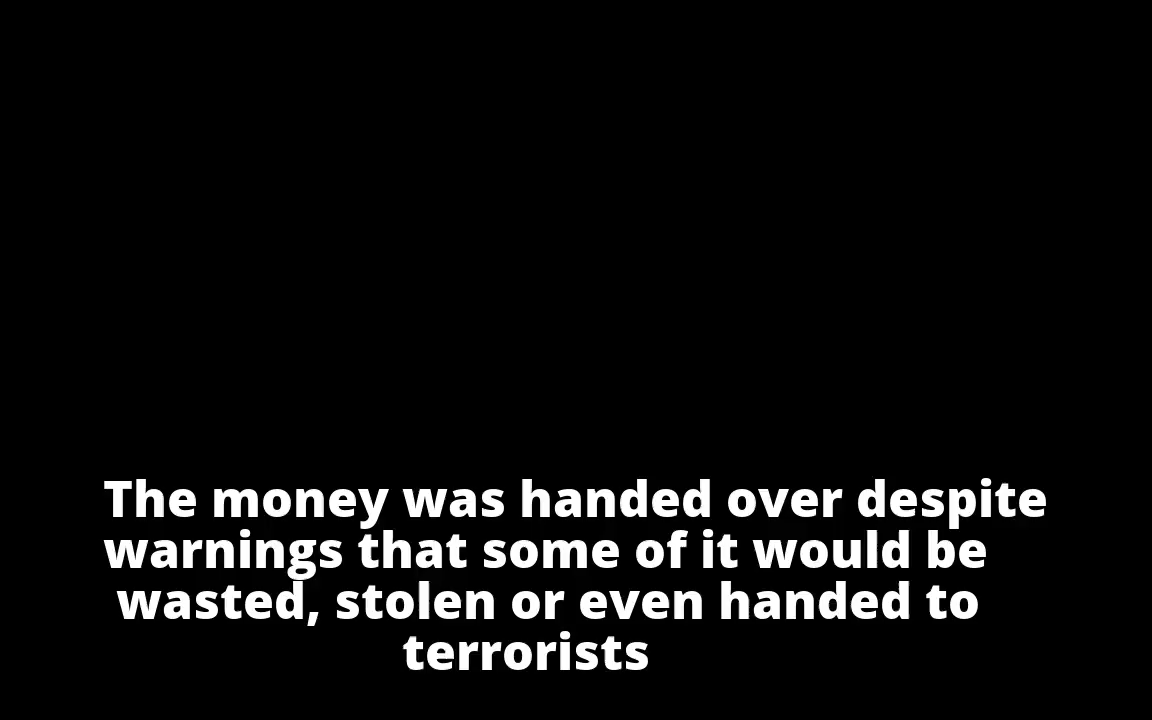 The money was handed over despite
warnings that some of it would be
wasted, stolen or even handed to
terrorists